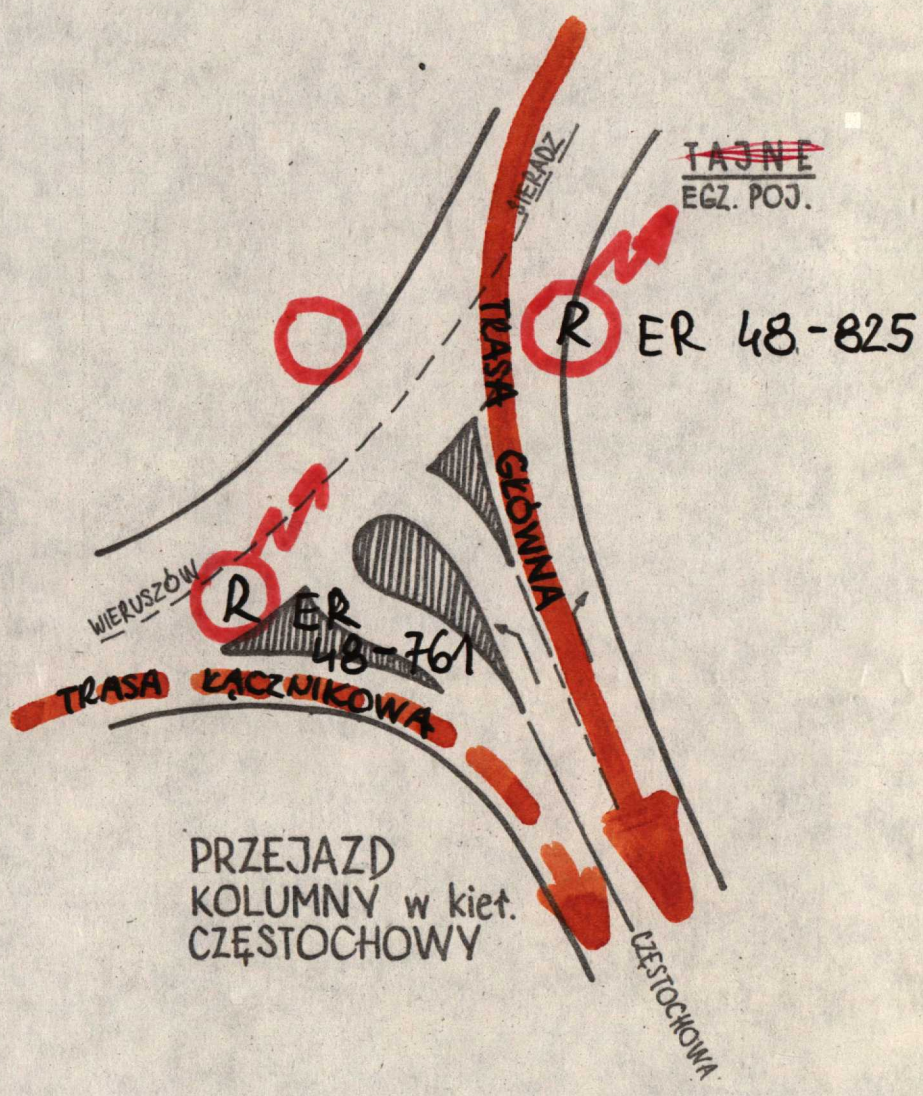 TAJNE
EGZ. POJ.
SIERADZ
R ER 48-825
TRASA GŁÓWNA
WIERUSZÓW
R ER
48-761
TRASA ŁĄCZNIKOWA
PRZEJAZD
KOLUMNY w kier.
CZĘSTOCHOWY
CZĘSTOCHOWA